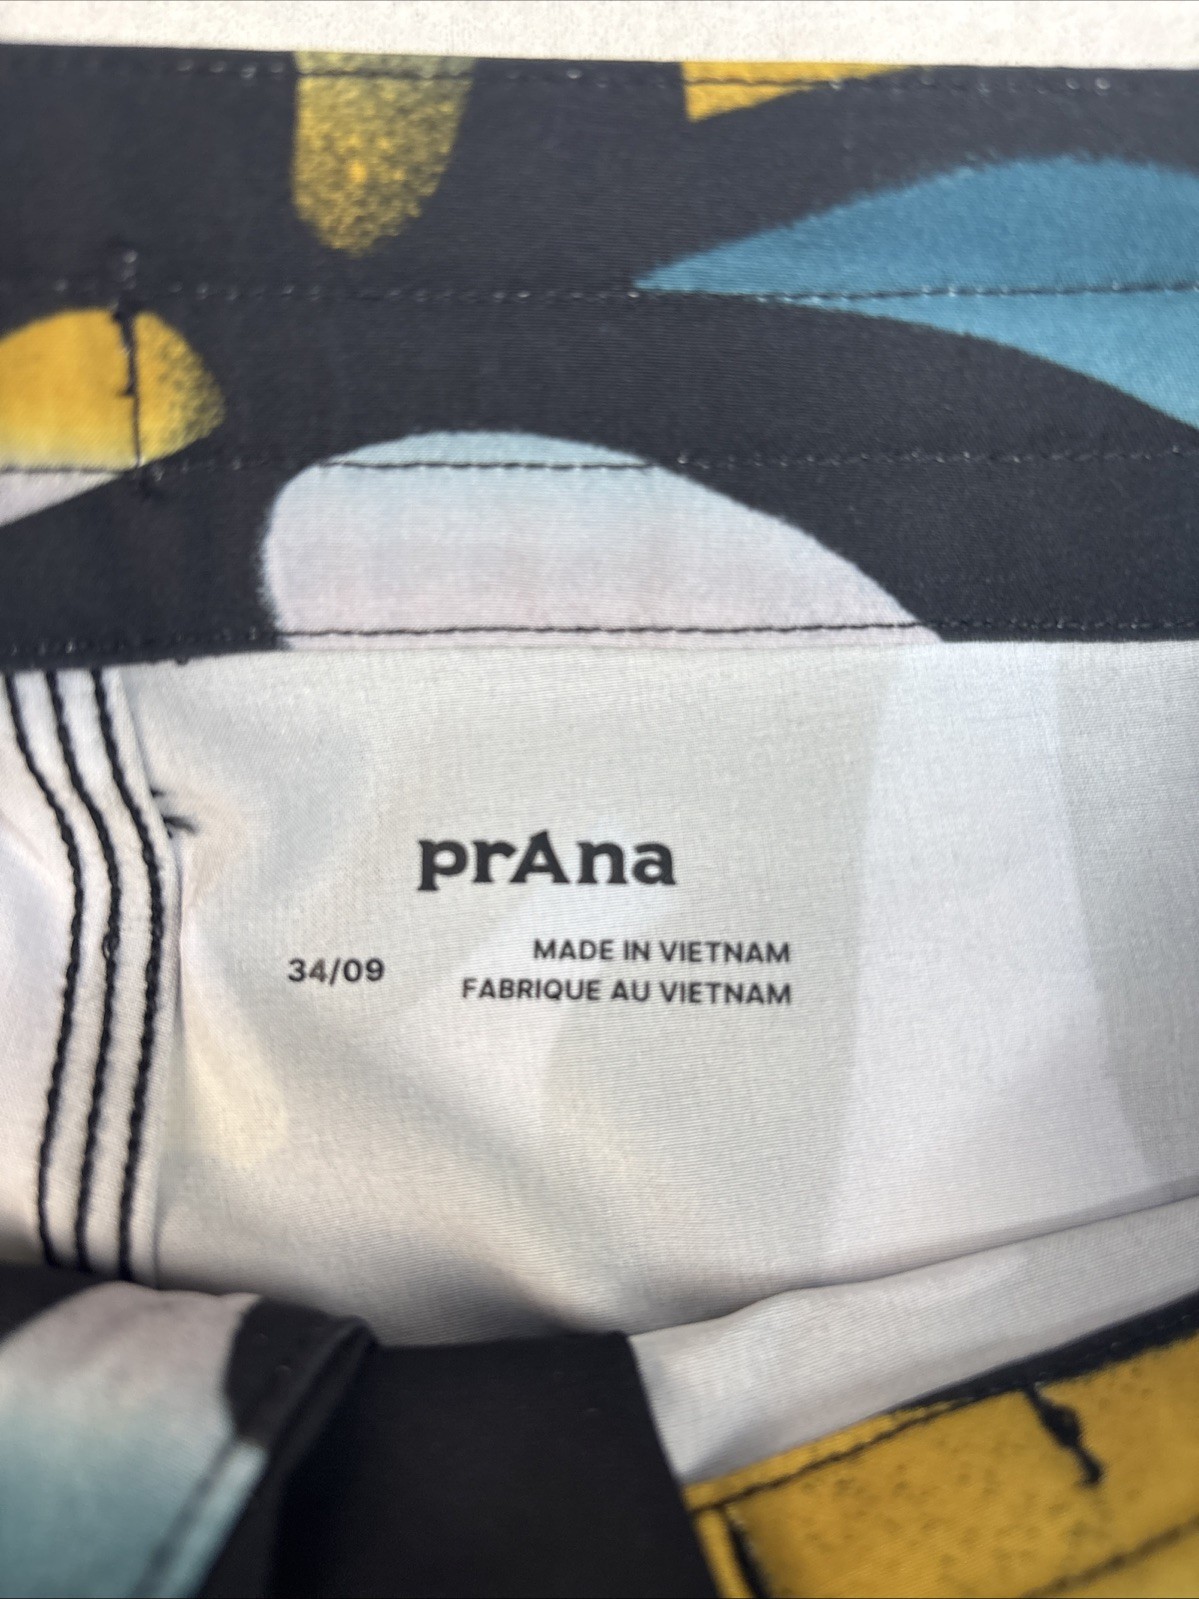 prAna
34/09
MADE IN VIETNAM
FABRIQUE AU VIETNAM